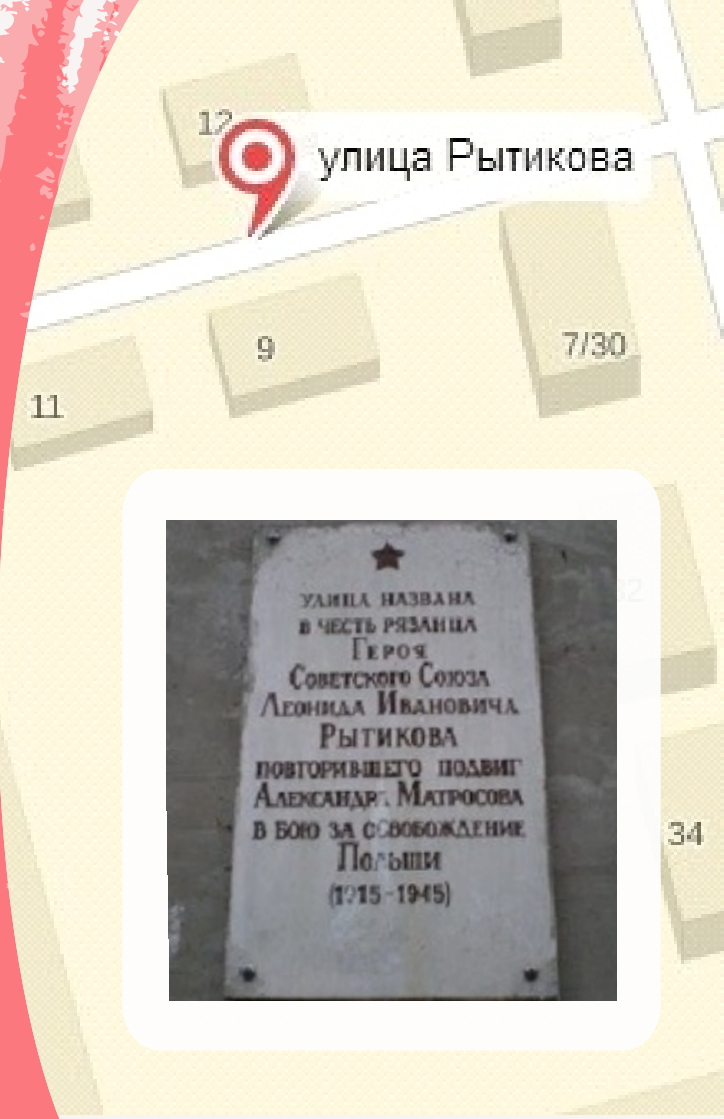 12
улица Рытикова
9
7/30
11
УЛИЦА НАЗВАНА
В ЧЕСТЬ РЯЗАНЦА
ГЕРОЯ
СОВЕТСКОГО СОЮЗА
ЛЕОНИДА ИВАНОВИЧА
РЫТИКОВА
ПОВТОРИВШЕГО ПОДВИГ
АЛЕКСАНДРА МАТРОСОВА
В БОЮ ЗА ОСВОБОЖДЕНИЕ
ПОЛЬШИ
(1915-1945)
34